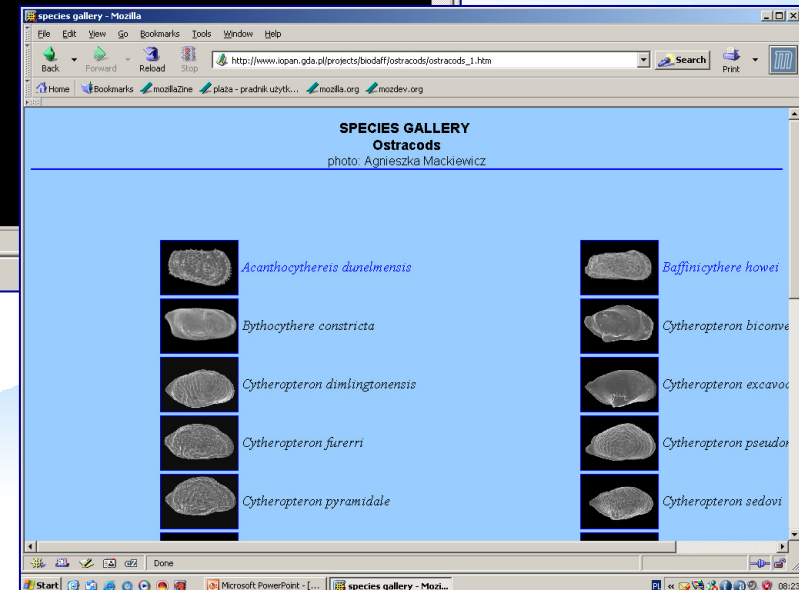 species gallery - Mozilla
File Edit View Go Bookmarks Tools Window Help
Back Forward Reload Stop http://www.iopan.gda.pl/projects/biodaff/ostracods/ostracods_1.htm Search Print
Home Bookmarks mozillaZine plaża - pradnik użytk... mozilla.org mozdev.org
SPECIES GALLERY
Ostracods
photo: Agnieszka Mackiewicz
Acanthocythereis dunelmensis Baffinicythere howei
Bythocythere constricta Cytheropteron biconve
Cytheropteron dimlingtonensis Cytheropteron excavo
Cytheropteron furerri Cytheropteron pseudo
Cytheropteron pyramidale Cytheropteron sedovi
Done
Start Microsoft PowerPoint - [... species gallery - Mozi... PL « 08:23